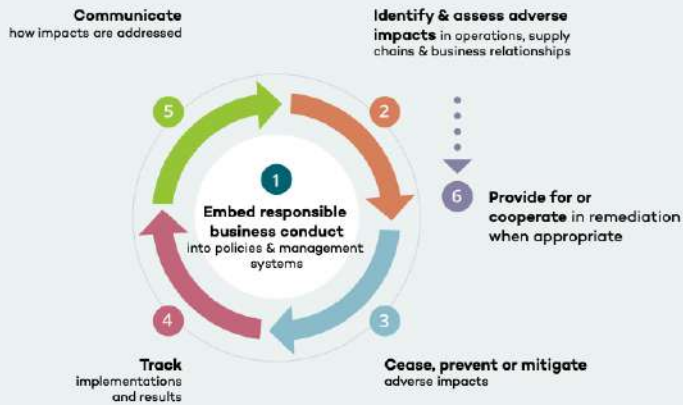 Communicate
how impacts are addressed
Identify & assess adverse
impacts in operations, supply
chains & business relationships
5
2
1
Embed responsible
business conduct
into policies & management
systems
6
Provide for or
cooperate in remediation
when appropriate
4
3
Track
implementations
and results
Cease, prevent or mitigate
adverse impacts